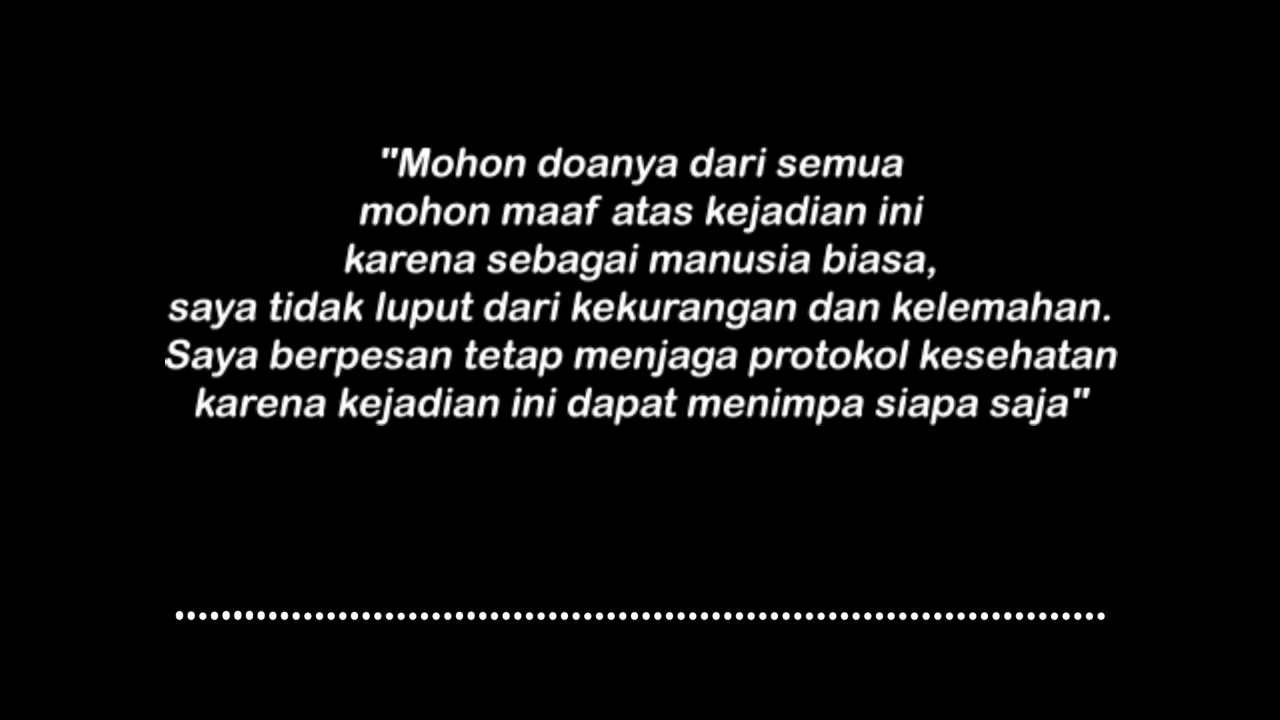 "Mohon doanya dari semua
mohon maaf atas kejadian ini
karena sebagai manusia biasa,
saya tidak luput dari kekurangan dan kelemahan.
Saya berpesan tetap menjaga protokol kesehatan
karena kejadian ini dapat menimpa siapa saja"